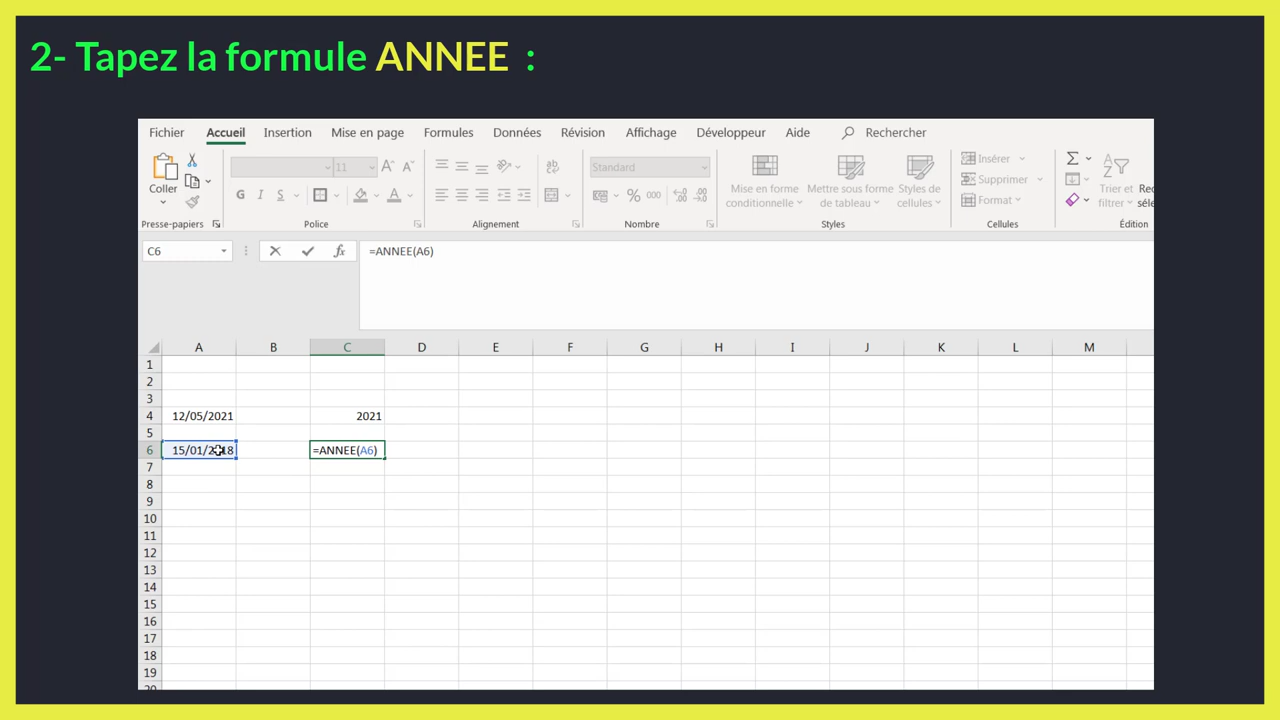 2- Tapez la formule ANNEE :
Fichier Accueil Insertion Mise en page Formules Données Révision Affichage Développeur Aide Rechercher
Coller
11
Standard
Mise en forme conditionnelle
Mettre sous forme de tableau
Styles de cellules
Insérer
Supprimer
Format
Trier et filtrer
Presse-papiers Police Alignement Nombre Styles Cellules Édition
C6 =ANNEE(A6)
A B C D E F G H I J K L M
1
2
3
4 12/05/2021 2021
5
6 =ANNEE(A6)
7
8
9
10
11
12
13
14
15
16
17
18
19
20